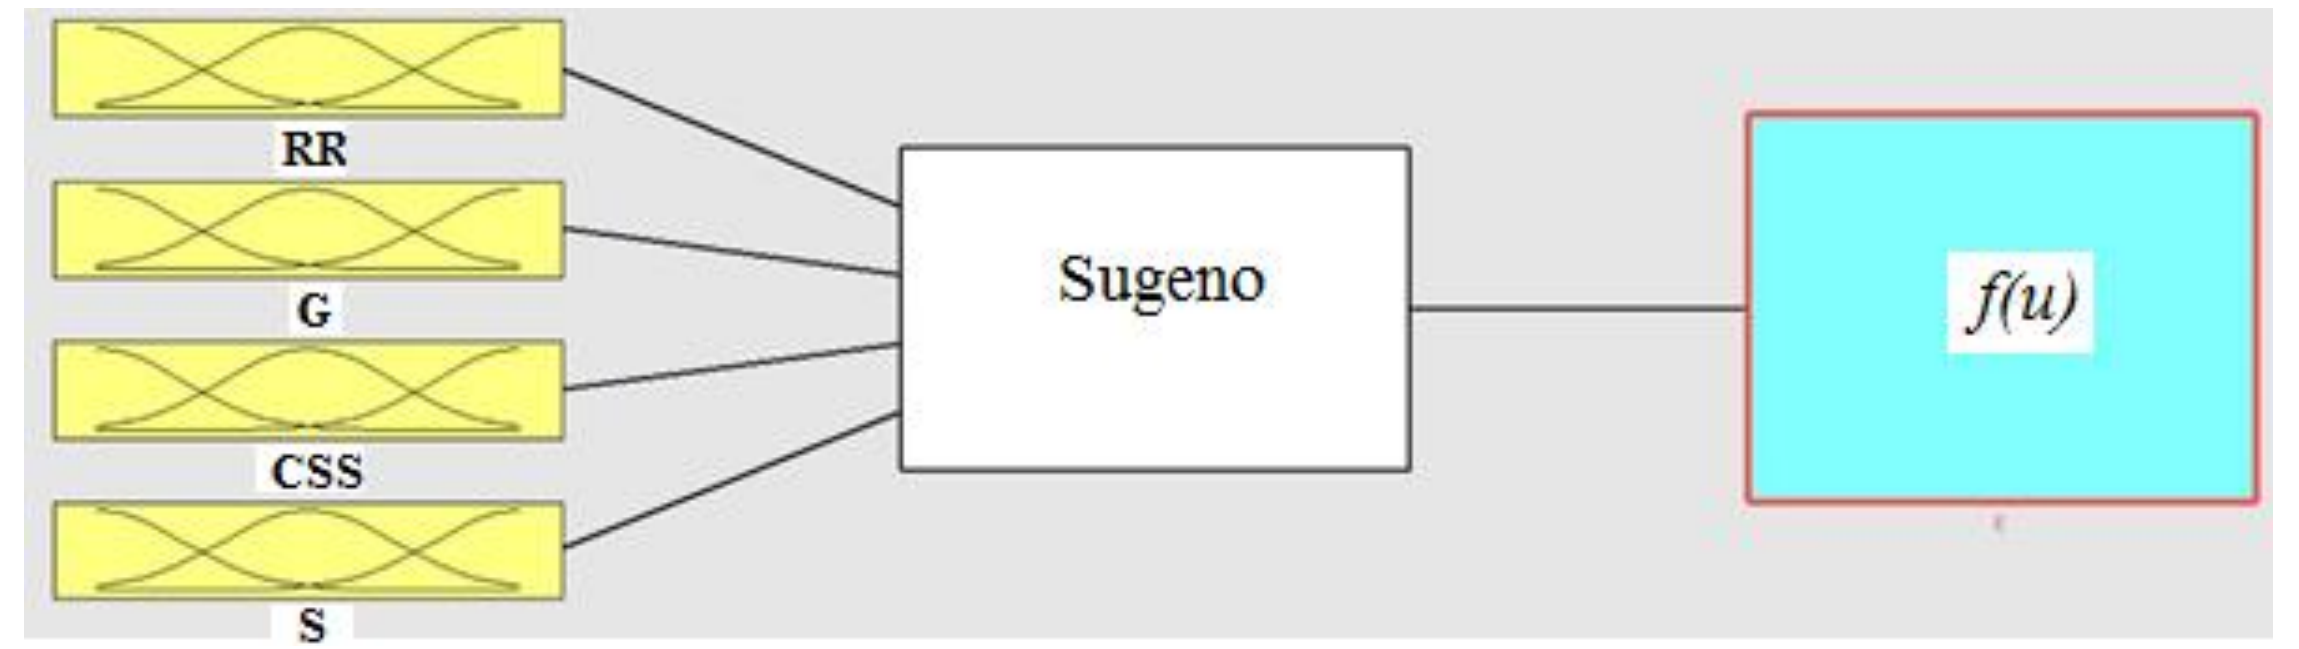 RR
G
CSS
S
Sugeno
f(u)